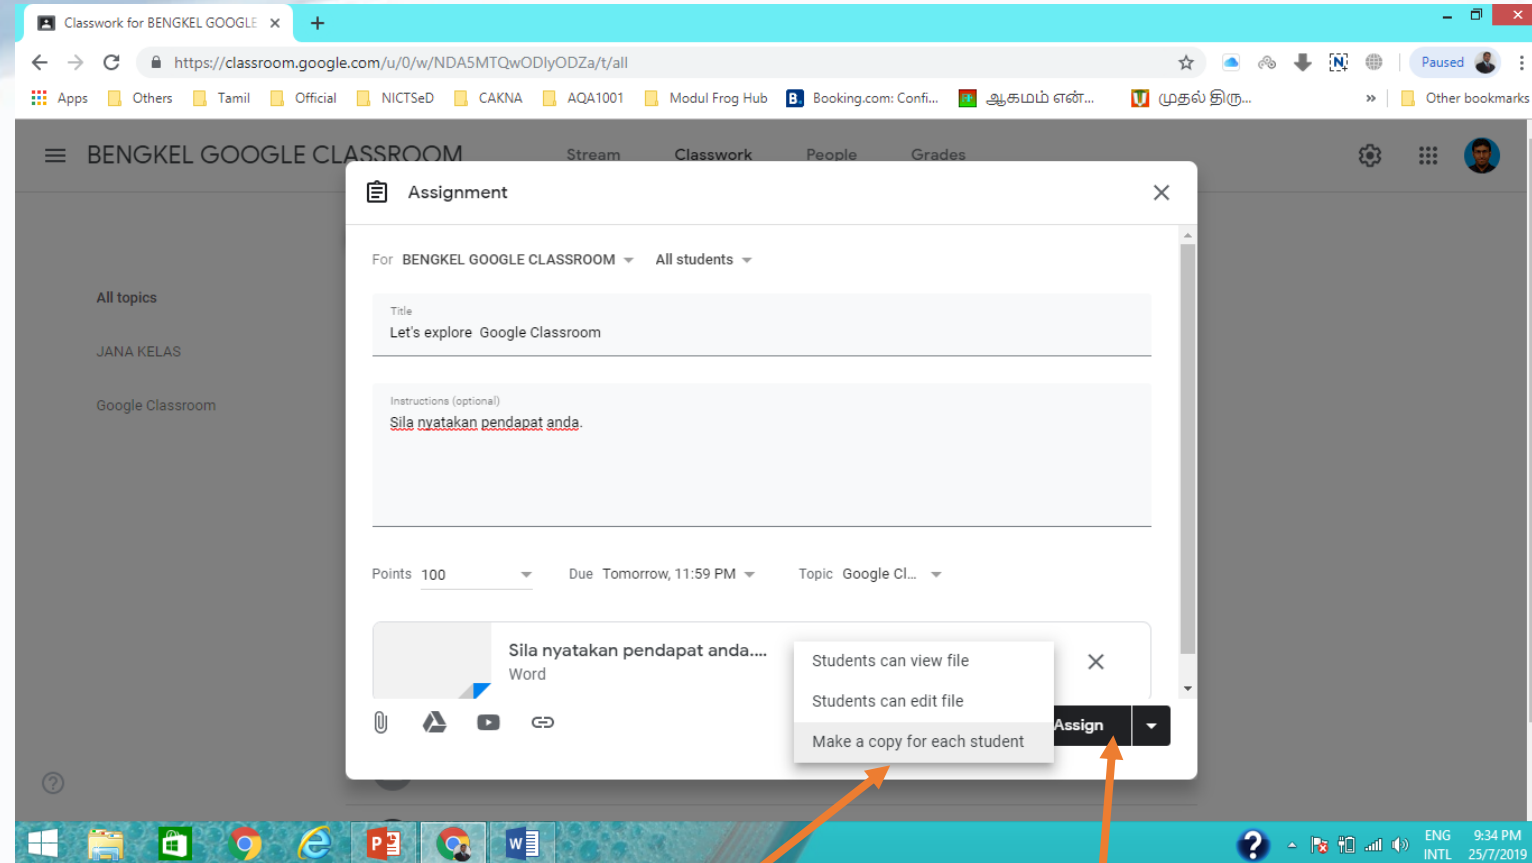 Classwork for BENGKEL GOOGLE
https://classroom.google.com/u/0/w/NDA5MTQwODIyODZa/t/all
Paused
Apps Others Tamil Official NICTSeD CAKNA AQA1001 Modul Frog Hub B. Booking.com: Confi... ஆகமம் என்... முதல் திரு... » Other bookmarks
BENGKEL GOOGLE CLASSROOM Stream Classwork People Grades
Assignment
For BENGKEL GOOGLE CLASSROOM All students
All topics
JANA KELAS
Google Classroom
Title
Let's explore Google Classroom
Instructions (optional)
Sila nyatakan pendapat anda.
Points 100 Due Tomorrow, 11:59 PM Topic Google Cl...
Sila nyatakan pendapat anda....
Word
Students can view file
Students can edit file
Make a copy for each student
Assign
ENG 9:34 PM
INTL 25/7/2019